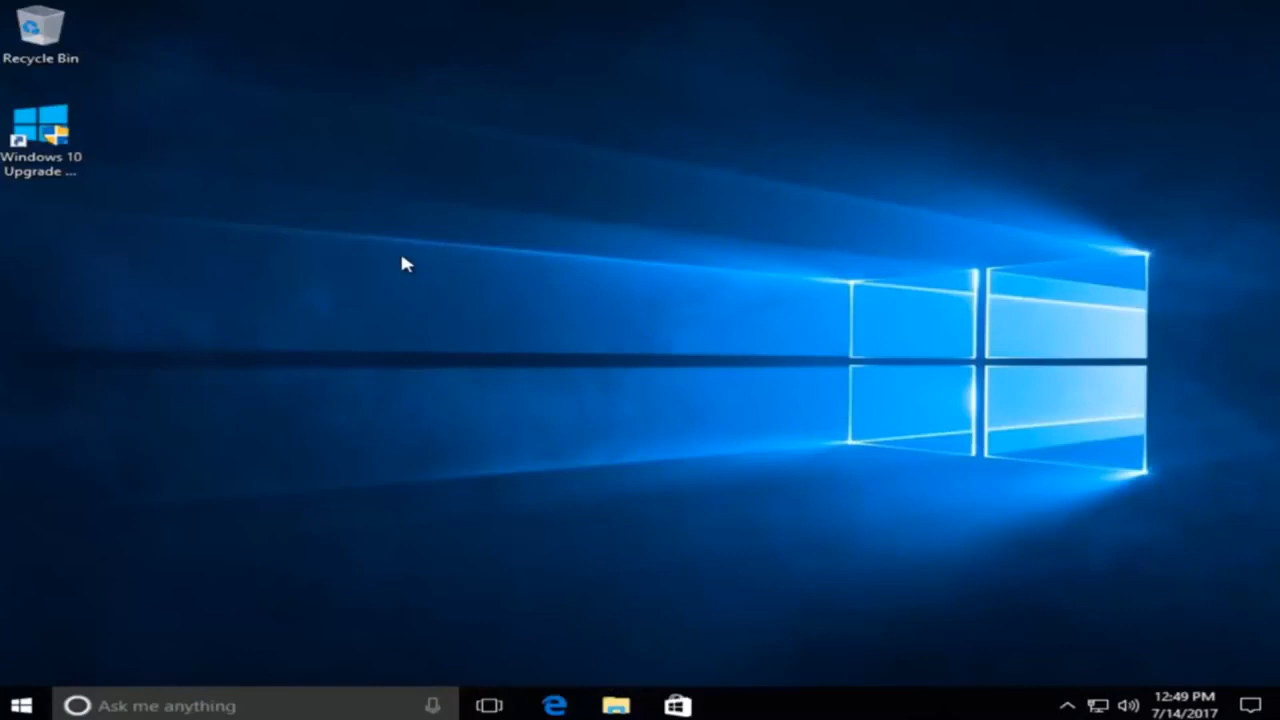 Recycle Bin
Windows 10
Upgrade ...
Ask me anything
12:49 PM
7/14/2017